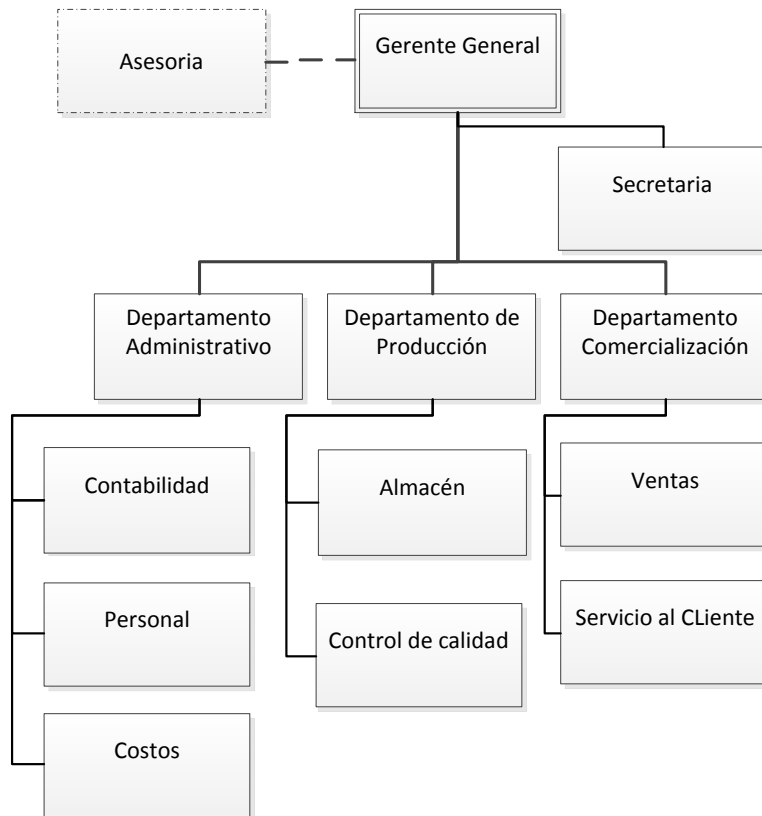 Asesoria
Gerente General
Secretaria
Departamento
Administrativo
Departamento de
Producción
Departamento
Comercialización
Contabilidad
Almacén
Ventas
Personal
Control de calidad
Servicio al CLiente
Costos